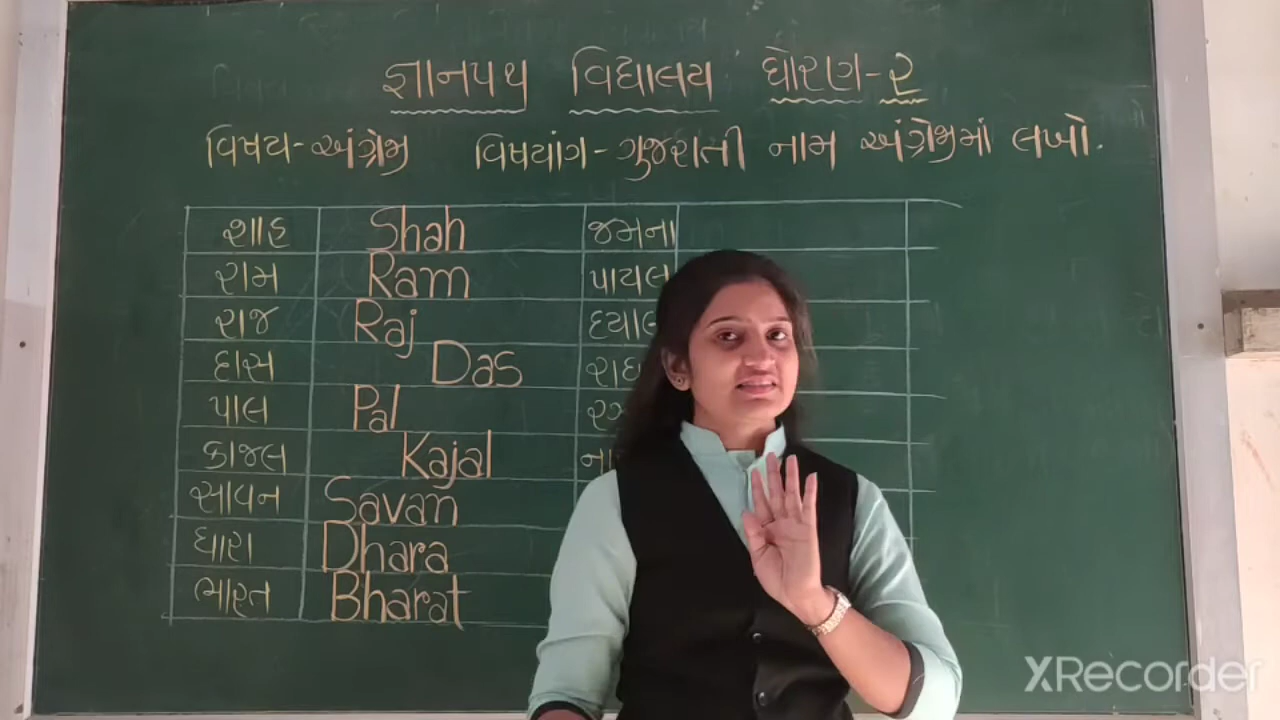 જ્ઞાનપથ વિદ્યાલય ધોરણ-૨
વિષય-અંગ્રેજી વિષયાંગ-ગુજરાતી નામ અંગ્રેજીમાં લખો.
શાહ Shah જમના
રામ Ram પાયલ
રાજ Raj
દાસ Das
પાલ Pal
કાજલ Kajal
સાવન Savan
ધારા Dhara
ભારત Bharat
XRecorder